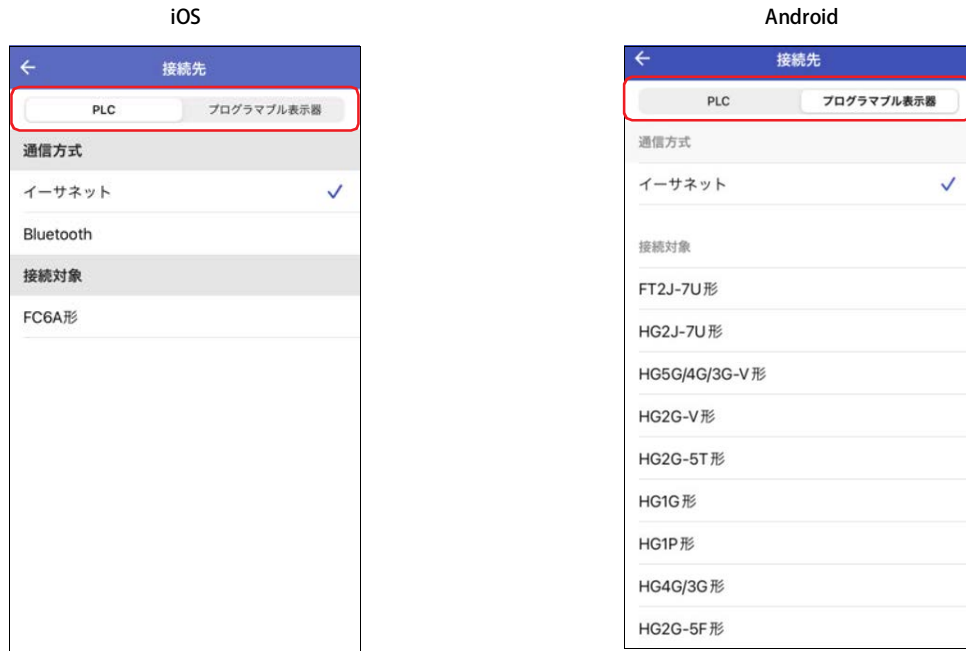 iOS
接続先
PLC プログラマブル表示器
通信方式
イーサネット
Bluetooth
接続対象
FC6A形
Android
接続先
PLC プログラマブル表示器
通信方式
イーサネット
接続対象
FT2J-7U形
HG2J-7U形
HG5G/4G/3G-V形
HG2G-V形
HG2G-5T形
HG1G形
HG1P形
HG4G/3G形
HG2G-5F形